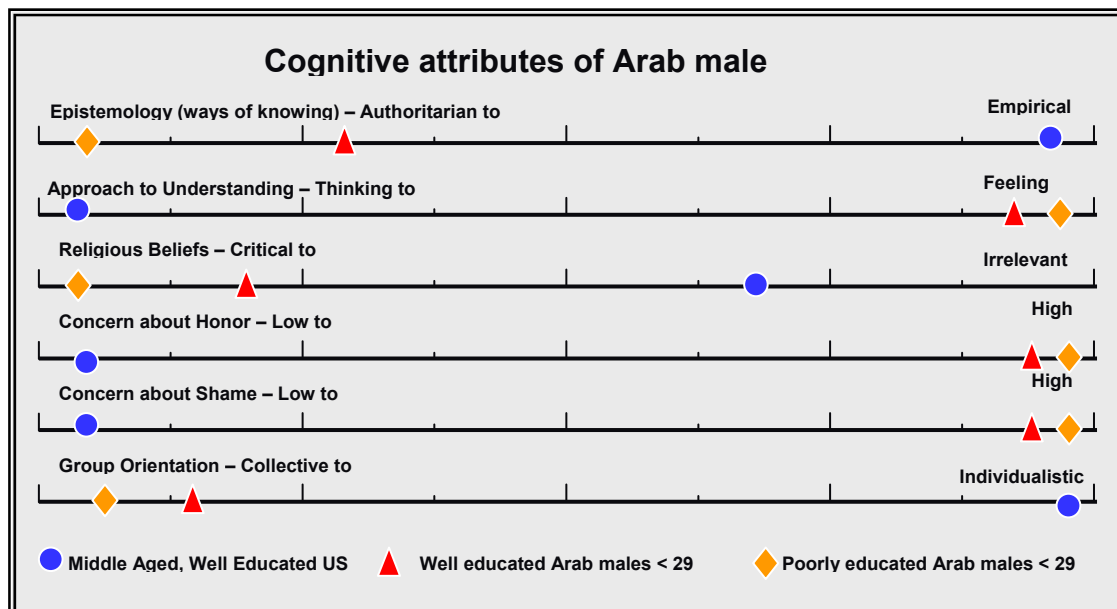 Cognitive attributes of Arab male
Epistemology (ways of knowing) – Authoritarian to
Empirical
Approach to Understanding – Thinking to
Feeling
Religious Beliefs – Critical to
Irrelevant
Concern about Honor – Low to
High
Concern about Shame – Low to
High
Group Orientation – Collective to
Individualistic
Middle Aged, Well Educated US
Well educated Arab males < 29
Poorly educated Arab males < 29